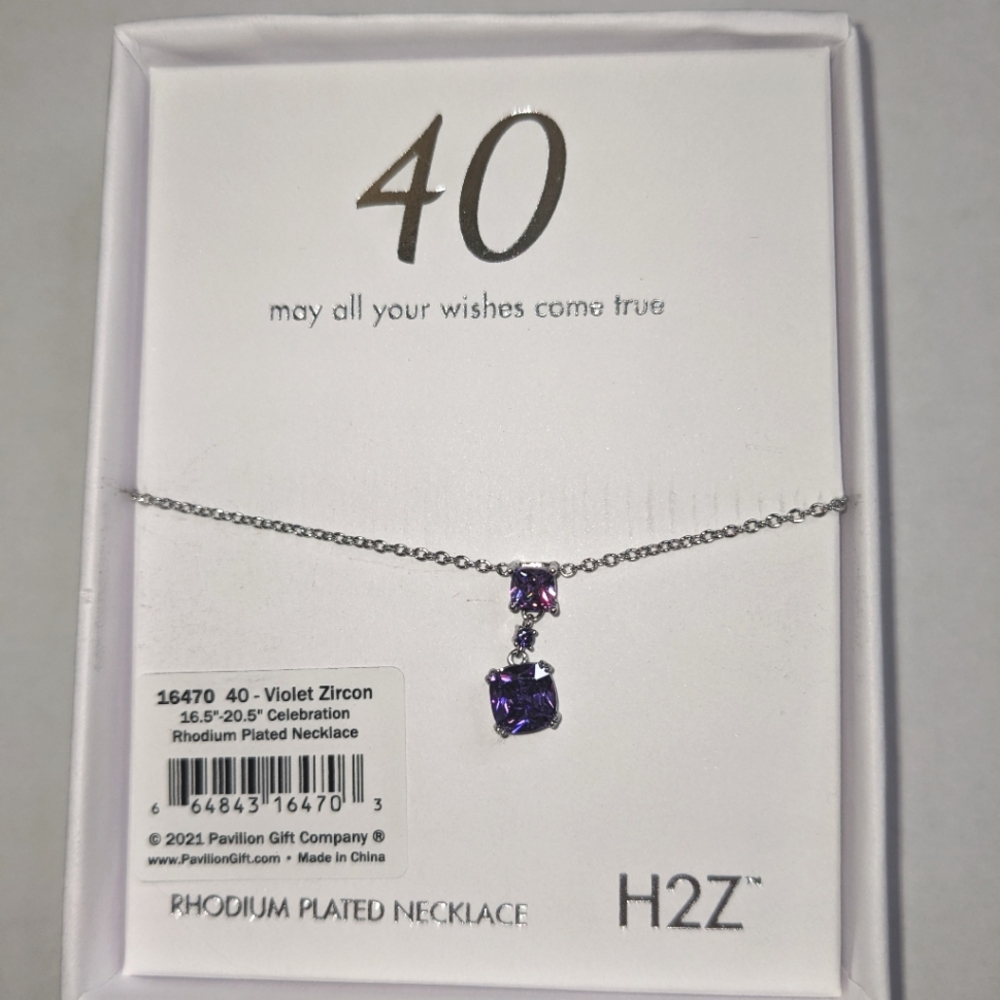 40
may all your wishes come true
16470 40 - Violet Zircon
16.5"-20.5" Celebration
Rhodium Plated Necklace
6 64843 16470 3
© 2021 Pavilion Gift Company ®
www.PavilionGift.com • Made in China
RHODIUM PLATED NECKLACE
H2Z™